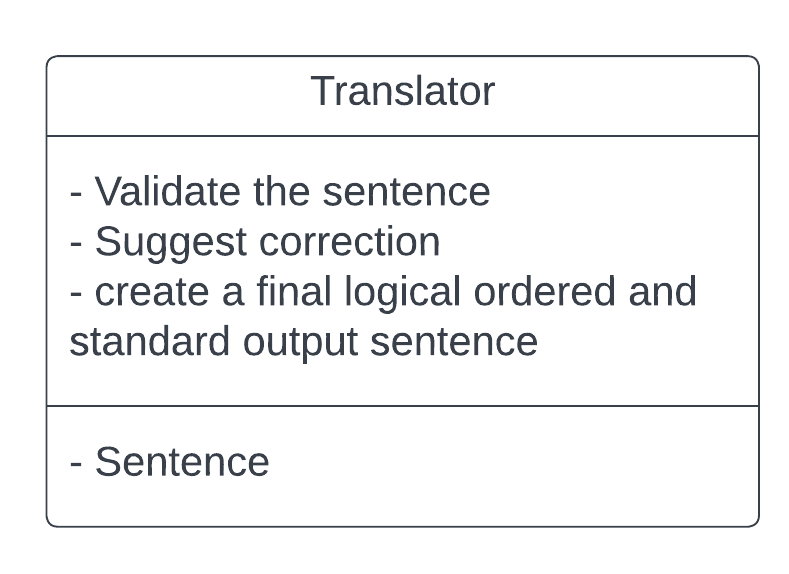 Translator
- Validate the sentence
- Suggest correction
- create a final logical ordered and
standard output sentence
- Sentence